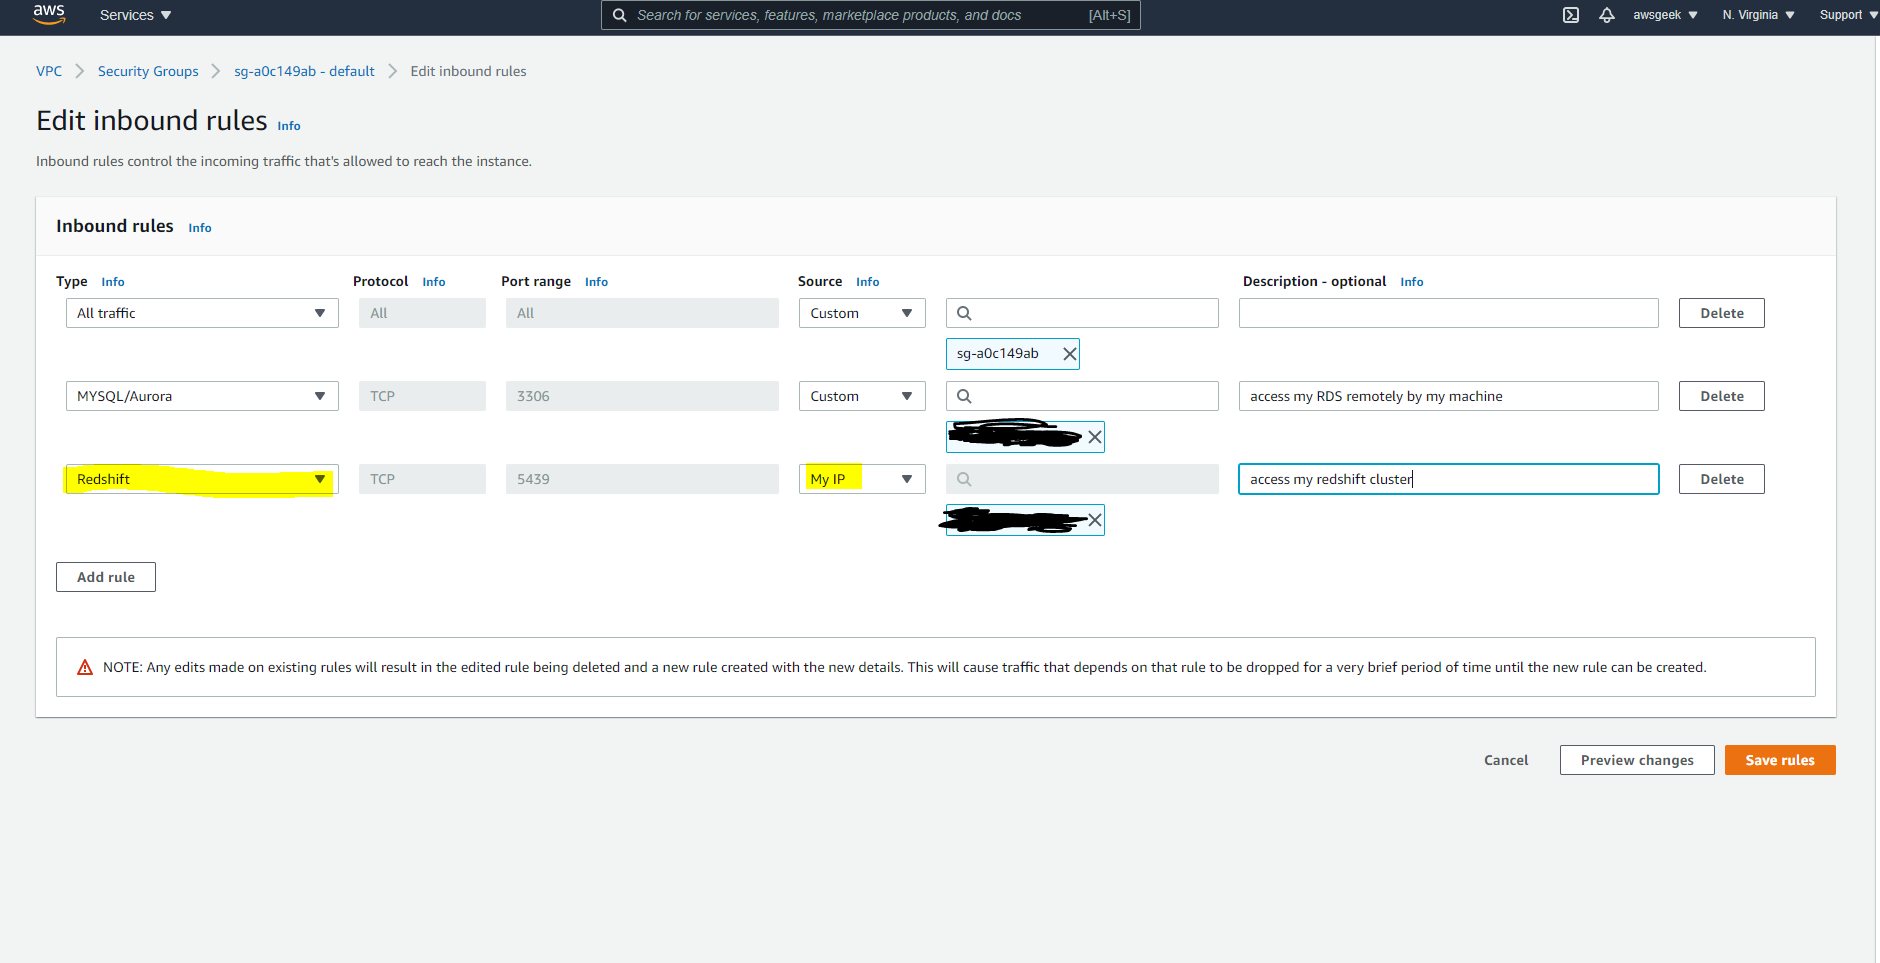 aws Services Search for services, features, marketplace products, and docs [Alt+S] awsgeek N. Virginia Support
VPC Security Groups sg-a0c149ab - default Edit inbound rules
Edit inbound rules Info
Inbound rules control the incoming traffic that's allowed to reach the instance.
Inbound rules Info
Type Info Protocol Info Port range Info Source Info Description - optional Info
All traffic All All Custom Delete
sg-a0c149ab
MYSQL/Aurora TCP 3306 Custom access my RDS remotely by my machine Delete
Redshift TCP 5439 My IP access my redshift cluster Delete
Add rule
NOTE: Any edits made on existing rules will result in the edited rule being deleted and a new rule created with the new details. This will cause traffic that depends on that rule to be dropped for a very brief period of time until the new rule can be created.
Cancel Preview changes Save rules